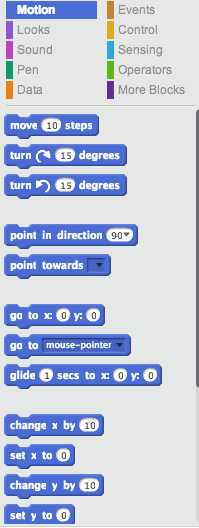 Motion Events
Looks Control
Sound Sensing
Pen Operators
Data More Blocks
move 10 steps
turn 15 degrees
turn 15 degrees
point in direction 90
point towards
go to x: 0 y: 0
go to mouse-pointer
glide 1 secs to x: 0 y: 0
change x by 10
set x to 0
change y by 10
set y to 0